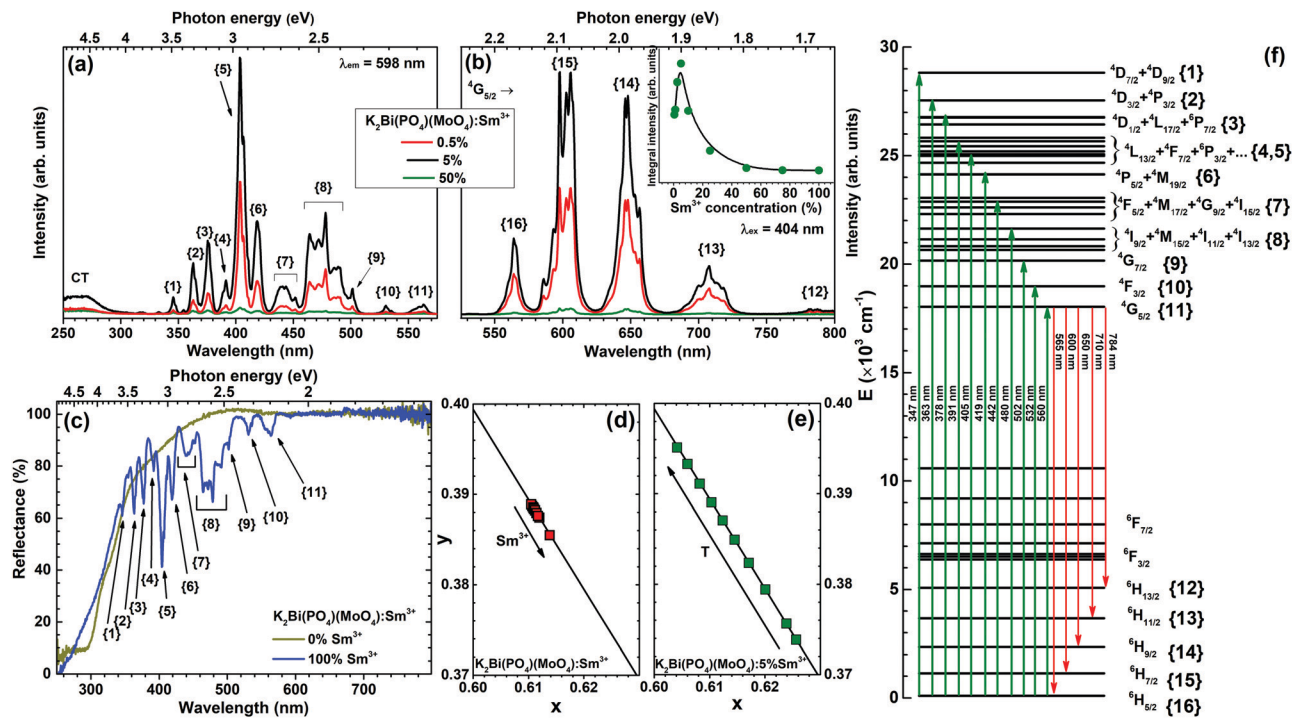 Photon energy (eV)
4.5 4 3.5 3 2.5
(a)
λem = 598 nm
{5}
K₂Bi(PO₄)(MoO₄):Sm³⁺
0.5%
5%
50%
{8}
{6}
{3}
{2}
{4}
{7}
{9}
CT
{1}
{10}
{11}
Intensity (arb. units)
250 300 350 400 450 500 550
Wavelength (nm)
Photon energy (eV)
2.2 2.1 2 1.9 1.8 1.7
(b)
⁴G₅/₂ →
{15}
{14}
{16}
{13}
{12}
λex = 404 nm
Integral intensity (arb. units)
0 20 40 60 80 100
Sm³⁺ concentration (%)
Intensity (arb. units)
600 650 700 750 800
Wavelength (nm)
Photon energy (eV)
4.5 4 3.5 3 2.5 2
(c)
100
80
60
40
20
0
Reflectance (%)
{1}
{2}
{3}
{4}
{5}
{6}
{7}
{8}
{9}
{10}
{11}
K₂Bi(PO₄)(MoO₄):Sm³⁺
0% Sm³⁺
100% Sm³⁺
300 400 500 600 700
Wavelength (nm)
(d)
0.40
0.39
0.38
0.37
y
Sm³⁺
K₂Bi(PO₄)(MoO₄):Sm³⁺
0.60 0.61 0.62
x
(e)
0.40
0.39
0.38
0.37
T
K₂Bi(PO₄)(MoO₄):5%Sm³⁺
0.60 0.61 0.62
x
(f)
E (×10³ cm⁻¹)
30
25
20
15
10
5
0
⁴D₇/₂+⁴D₉/₂ {1}
⁴D₃/₂+⁴P₃/₂ {2}
⁴D₁/₂+⁴L₁₇/₂+⁶P₇/₂ {3}
⁴L₁₃/₂+⁴F₇/₂+⁶P₃/₂+... {4,5}
⁴P₅/₂+⁴M₁₉/₂ {6}
⁴F₅/₂+⁴M₁₇/₂+⁴G₉/₂+⁴I₁₅/₂ {7}
⁴I₉/₂+⁴M₁₅/₂+⁴I₁₁/₂+⁴I₁₃/₂ {8}
⁴G₇/₂ {9}
⁴F₃/₂ {10}
⁴G₅/₂ {11}
347 nm
363 nm
378 nm
391 nm
405 nm
419 nm
442 nm
480 nm
502 nm
532 nm
560 nm
565 nm
600 nm
650 nm
710 nm
784 nm
⁶F₇/₂
⁶F₃/₂
⁶H₁₃/₂ {12}
⁶H₁₁/₂ {13}
⁶H₉/₂ {14}
⁶H₇/₂ {15}
⁶H₅/₂ {16}